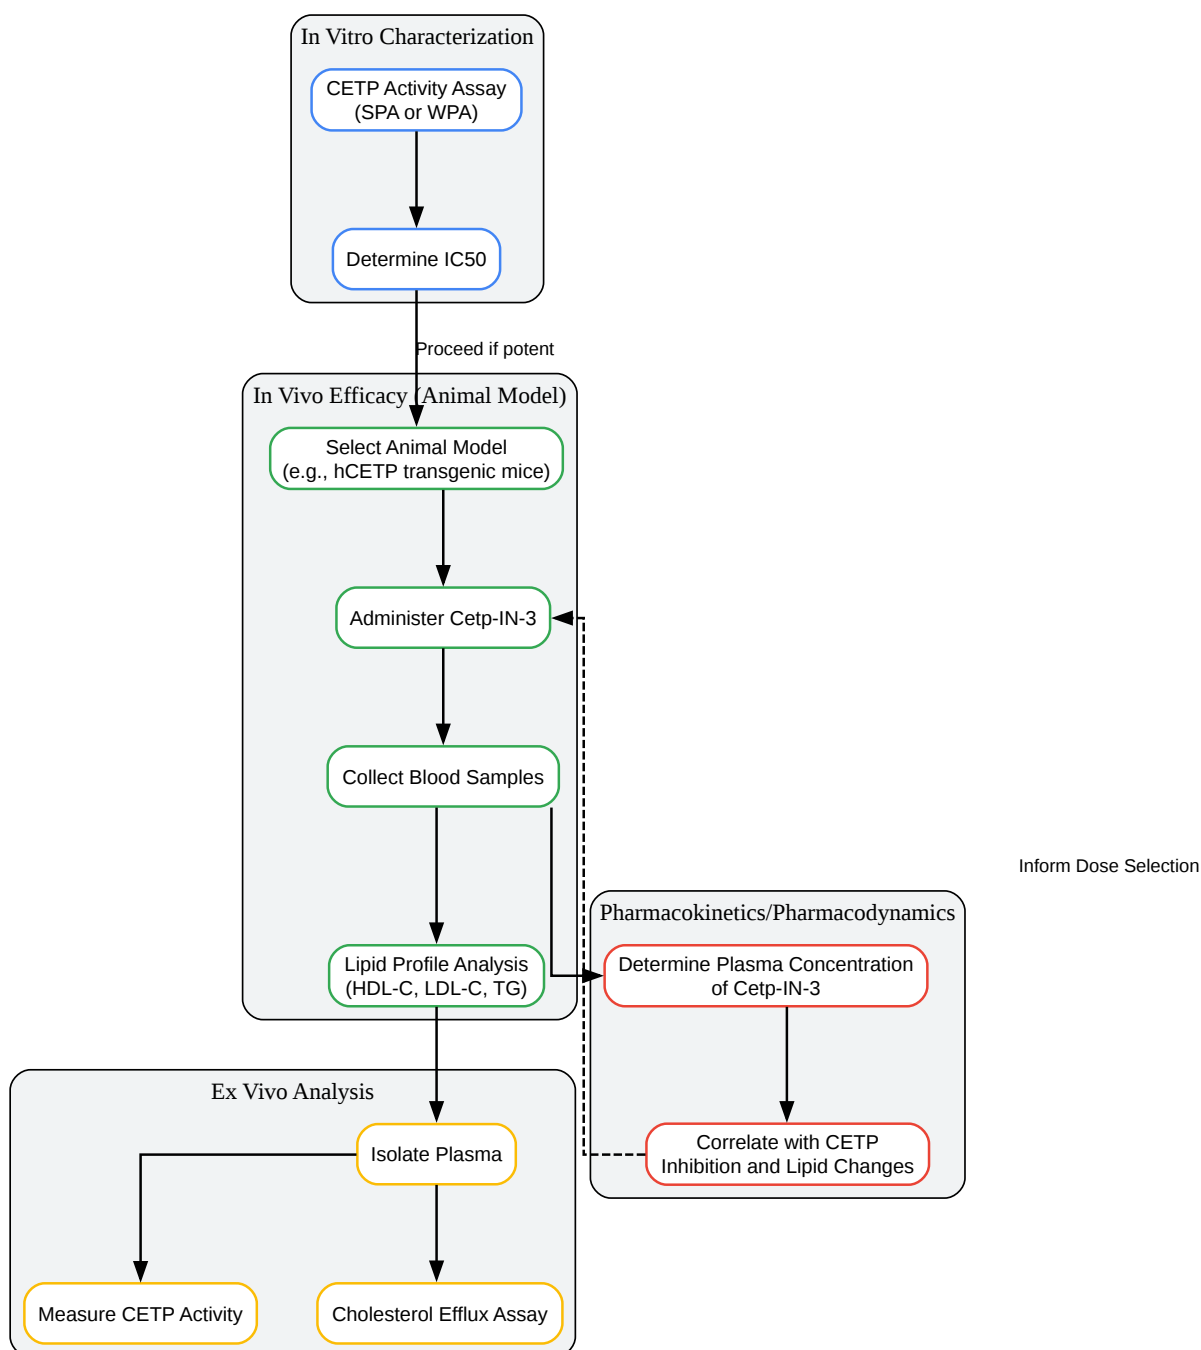 In Vitro Characterization
CETP Activity Assay
(SPA or WPA)
Determine IC50
Proceed if potent
In Vivo Efficacy (Animal Model)
Select Animal Model
(e.g., hCETP transgenic mice)
Administer Cetp-IN-3
Collect Blood Samples
Inform Dose Selection
Lipid Profile Analysis
(HDL-C, LDL-C, TG)
Pharmacokinetics/Pharmacodynamics
Determine Plasma Concentration
of Cetp-IN-3
Correlate with CETP
Inhibition and Lipid Changes
Ex Vivo Analysis
Isolate Plasma
Measure CETP Activity
Cholesterol Efflux Assay